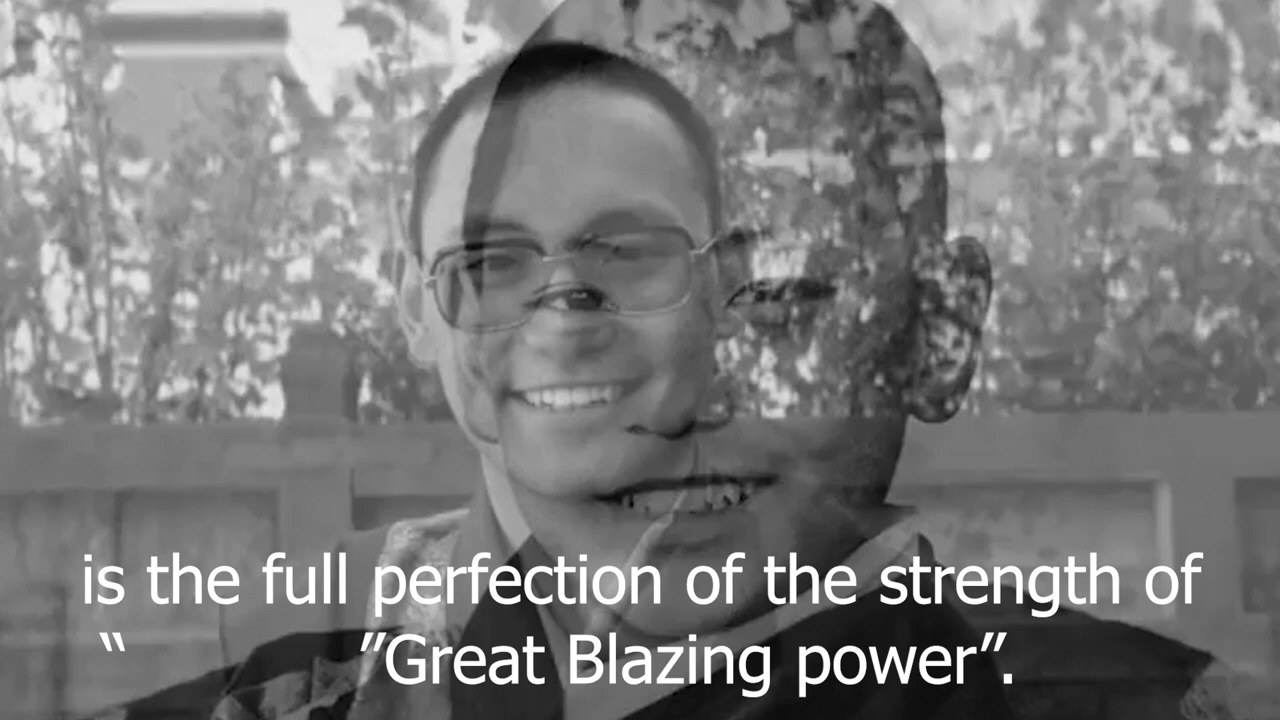 is the full perfection of the strength of
“ ”Great Blazing power”.